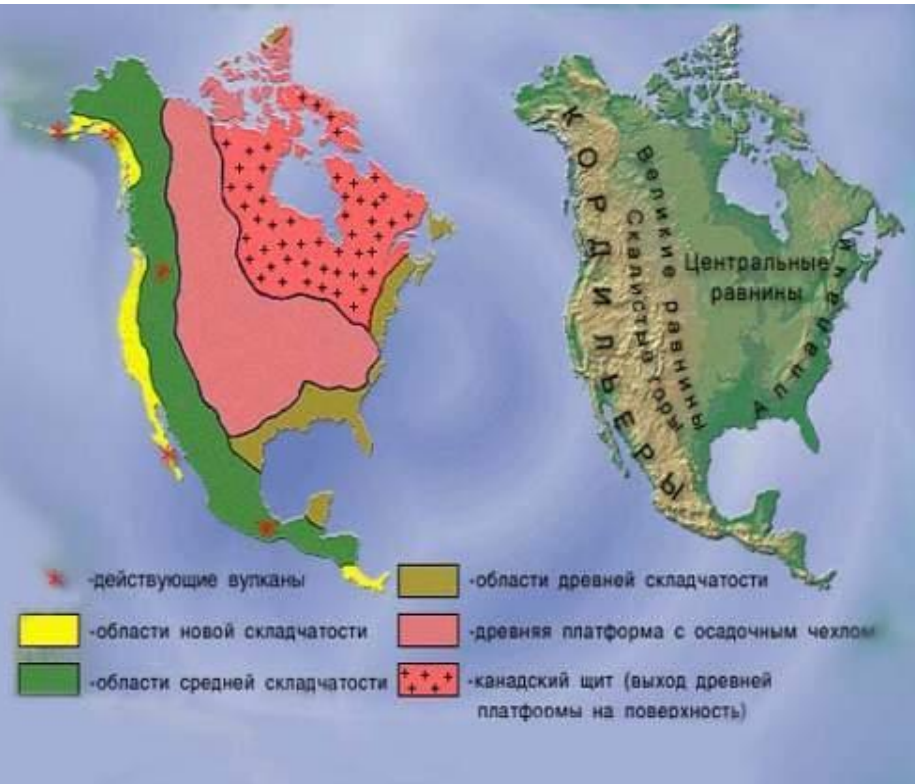 КОРДИЛЬЕРЫ
Великие равнины
Скалистые горы
Центральные
равнины
Аппалачи
-действующие вулканы
-области новой складчатости
-области средней складчатости
-области древней складчатости
-древняя платформа с осадочным чехлом
-канадский щит (выход древней
платформы на поверхность)